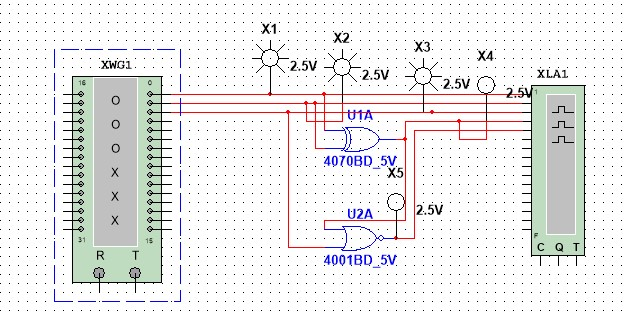 X1
X2
X3
X4
XWG1
2.5V
2.5V
2.5V
2.5V
XLA1
16
0
1
O
O
O
X
X
X
U1A
4070BD_5V
X5
2.5V
U2A
4001BD_5V
31
15
R
T
F
C Q T